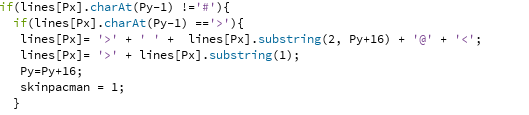 if(lines[Px].charAt(Py-1) !='#'){
if(lines[Px].charAt(Py-1) =='>'){
lines[Px]= '>' + ' ' +  lines[Px].substring(2, Py+16) + '@' + '<';
lines[Px]= '>' + lines[Px].substring(1);
Py=Py+16;
skinpacman = 1;
}